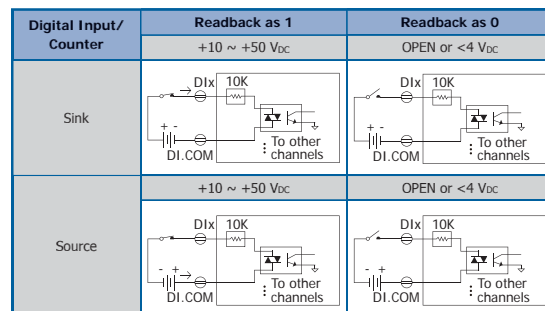 Digital Input/
Counter
Readback as 1
Readback as 0
+10 ~ +50 VDC
OPEN or <4 VDC
Sink
DIx 10K
+ -
DI.COM
To other
channels
DIx 10K
+ -
DI.COM
To other
channels
+10 ~ +50 VDC
OPEN or <4 VDC
Source
DIx 10K
- +
DI.COM
To other
channels
DIx 10K
- +
DI.COM
To other
channels